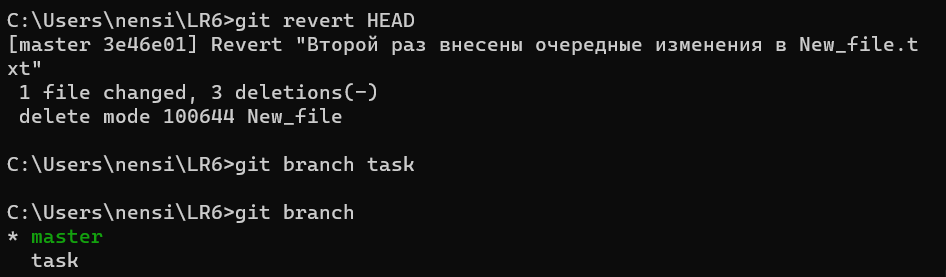 C:\Users\nensi\LR6>git revert HEAD
[master 3e46e01] Revert "Второй раз внесены очередные изменения в New_file.t
xt"
 1 file changed, 3 deletions(-)
 delete mode 100644 New_file
C:\Users\nensi\LR6>git branch task
C:\Users\nensi\LR6>git branch
* master
  task